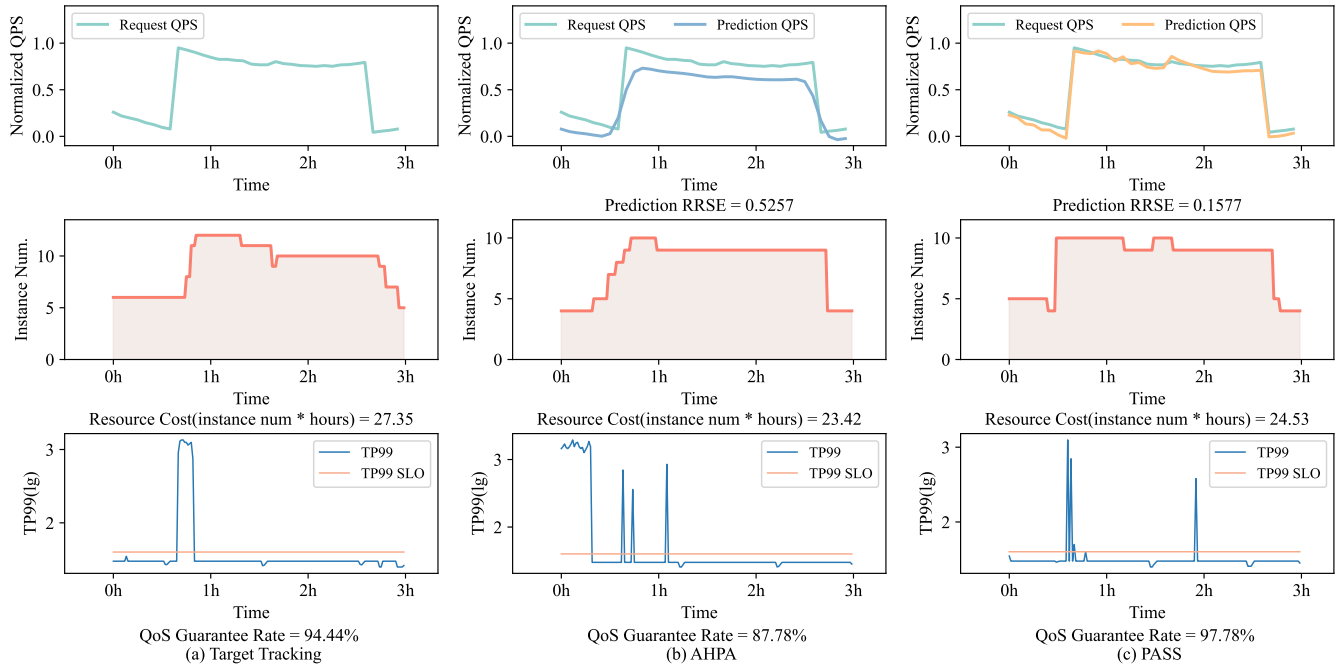 Request QPS
Normalized QPS
1.0
0.5
0.0
0h
1h
2h
3h
Time
Request QPS
Prediction QPS
Normalized QPS
1.0
0.5
0.0
0h
1h
2h
3h
Time
Prediction RRSE = 0.5257
Request QPS
Prediction QPS
Normalized QPS
1.0
0.5
0.0
0h
1h
2h
3h
Time
Prediction RRSE = 0.1577
Instance Num.
10
5
0
0h
1h
2h
3h
Resource Cost(instance num * hours) = 27.35
Instance Num.
10
5
0
0h
1h
2h
3h
Resource Cost(instance num * hours) = 23.42
Instance Num.
10
5
0
0h
1h
2h
3h
Resource Cost(instance num * hours) = 24.53
TP99
TP99 SLO
TP99(lg)
3
2
0h
1h
2h
3h
Time
QoS Guarantee Rate = 94.44%
(a) Target Tracking
TP99
TP99 SLO
TP99(lg)
3
2
0h
1h
2h
3h
Time
QoS Guarantee Rate = 87.78%
(b) AHPA
TP99
TP99 SLO
TP99(lg)
3
2
0h
1h
2h
3h
Time
QoS Guarantee Rate = 97.78%
(c) PASS